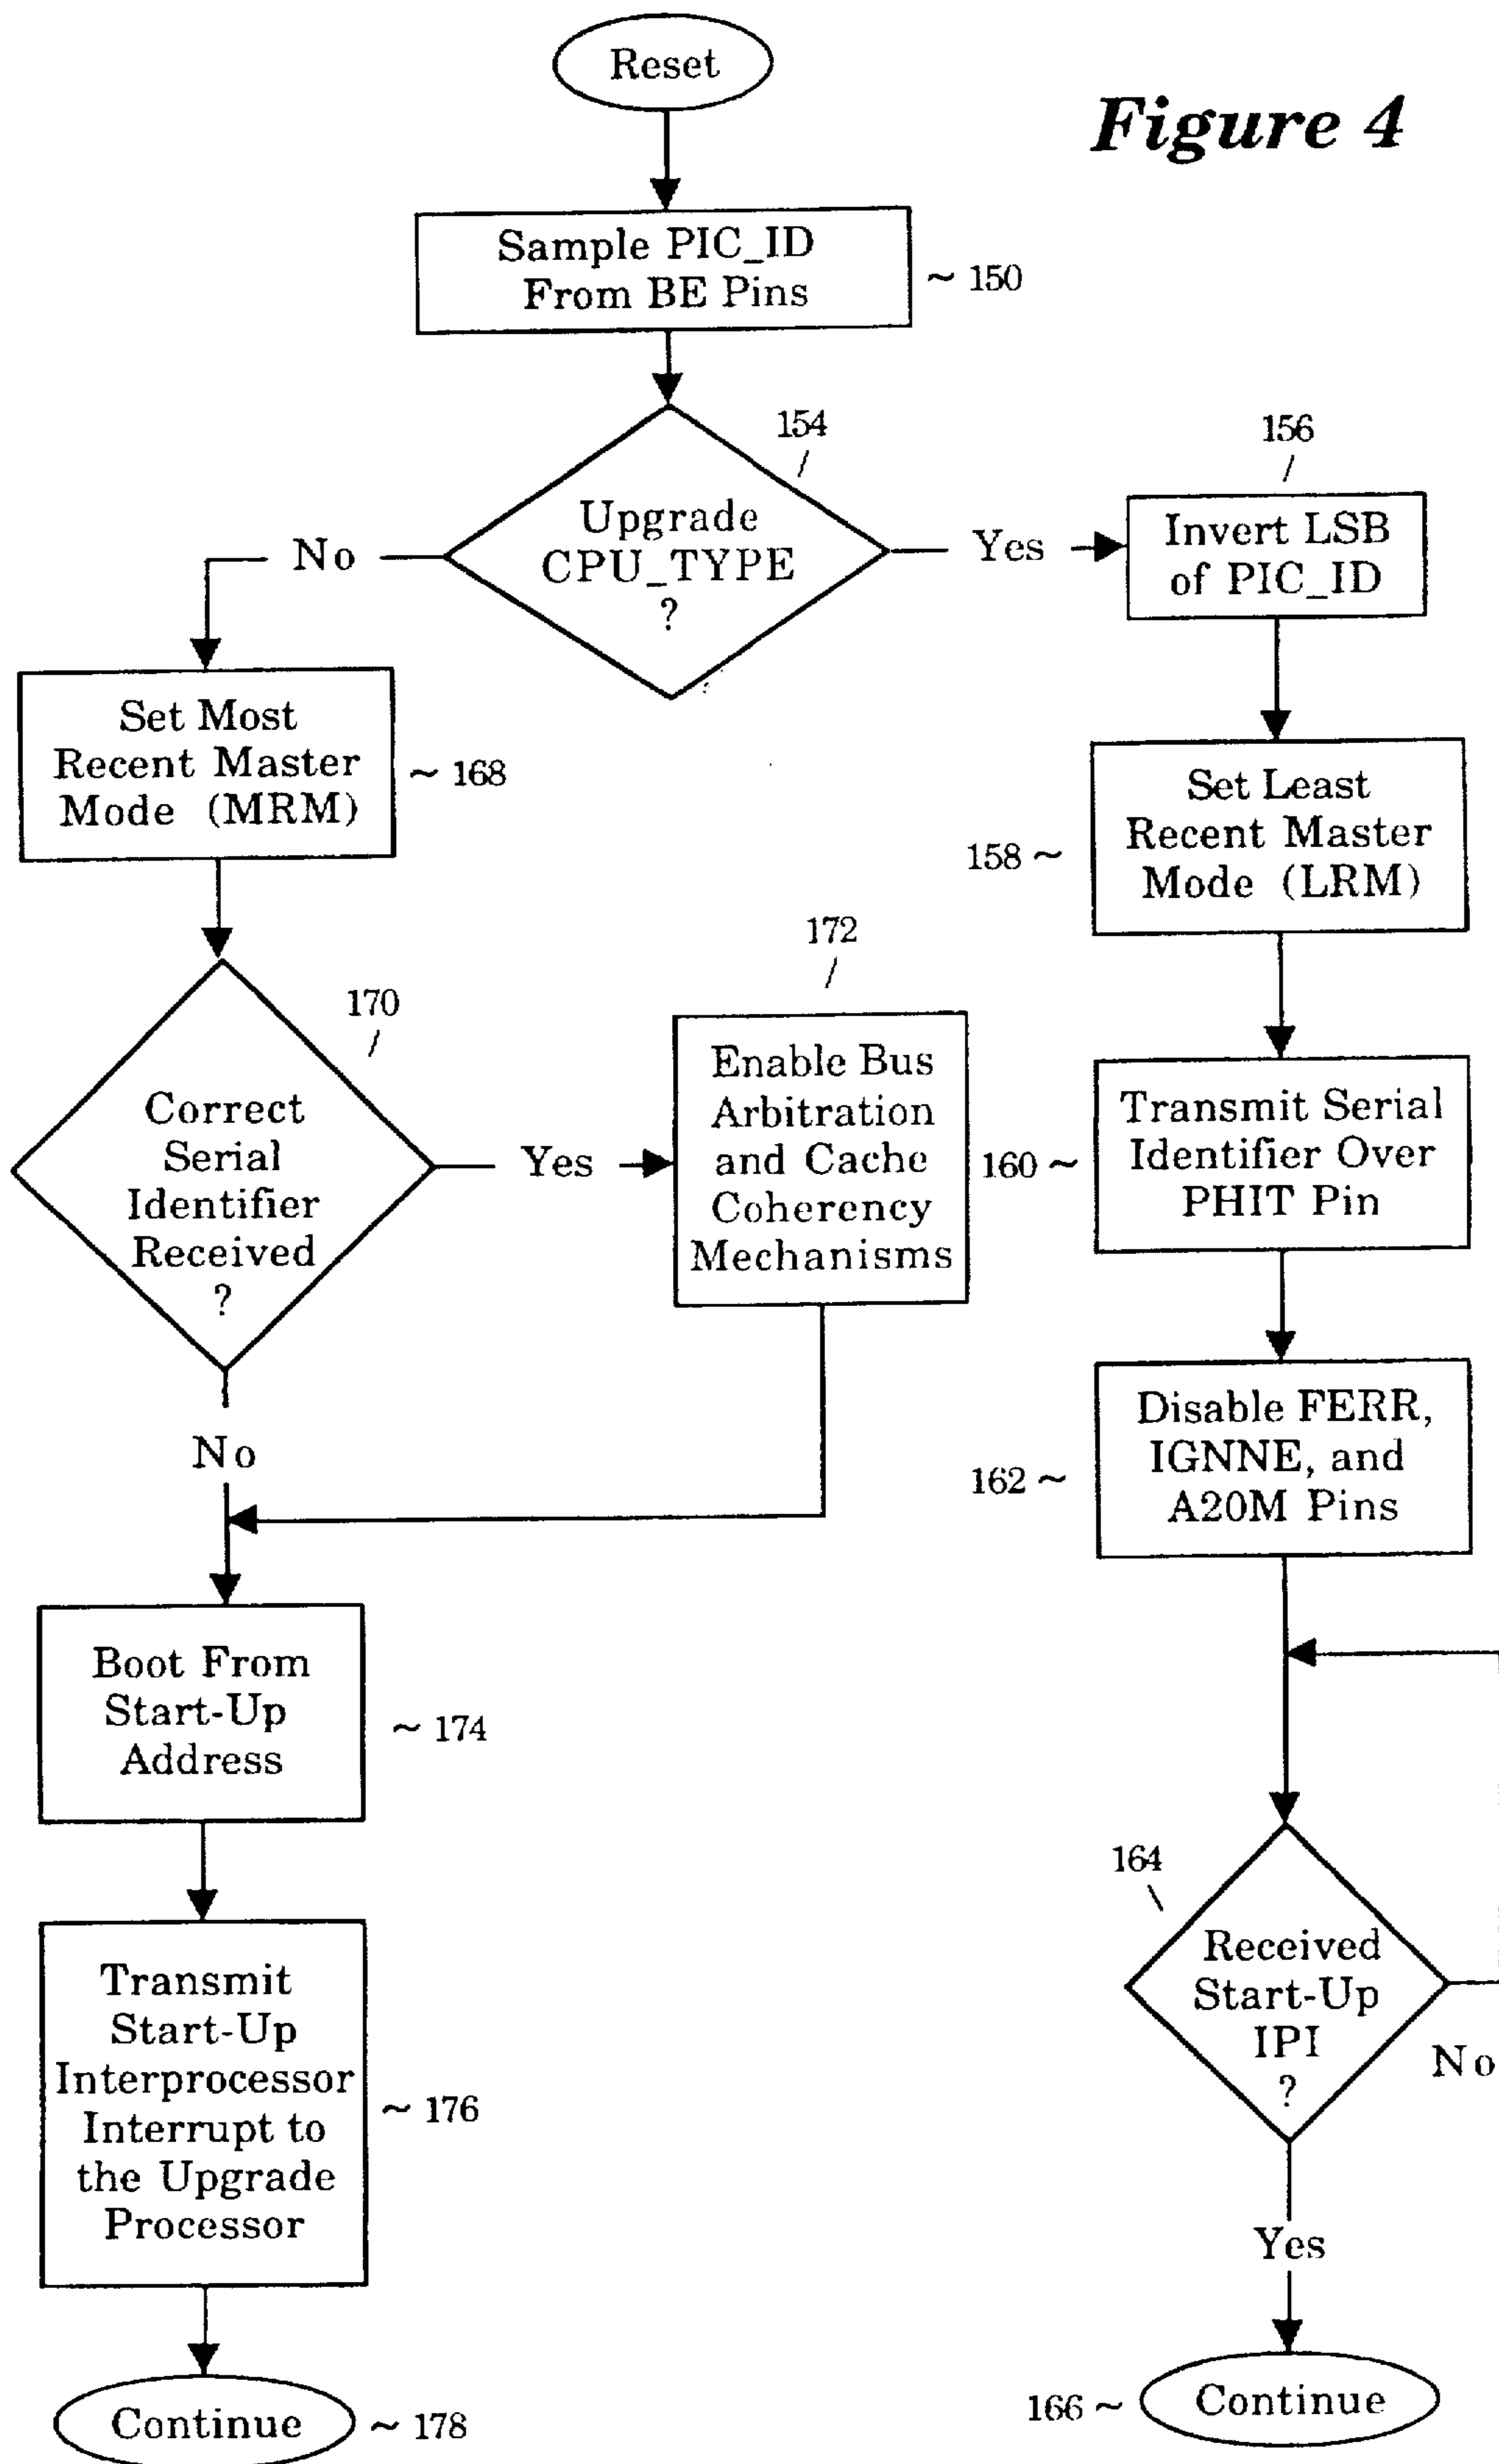 Reset
Figure 4
Sample PIC_ID
From BE Pins
~ 150
154
156
Upgrade
CPU_TYPE
?
No
Yes
Invert LSB
of PIC_ID
Set Most
Recent Master
Mode (MRM)
~ 168
Set Least
Recent Master
Mode (LRM)
158 ~
170
172
Correct
Serial
Identifier
Received
?
Yes
Enable Bus
Arbitration
and Cache
Coherency
Mechanisms
160 ~
Transmit Serial
Identifier Over
PHIT Pin
No
Disable FERR,
IGNNE, and
A20M Pins
162 ~
Boot From
Start-Up
Address
~ 174
164
Received
Start-Up
IPI
?
No
Transmit
Start-Up
Interprocessor
Interrupt to
the Upgrade
Processor
~ 176
Yes
Continue
~ 178
166 ~
Continue